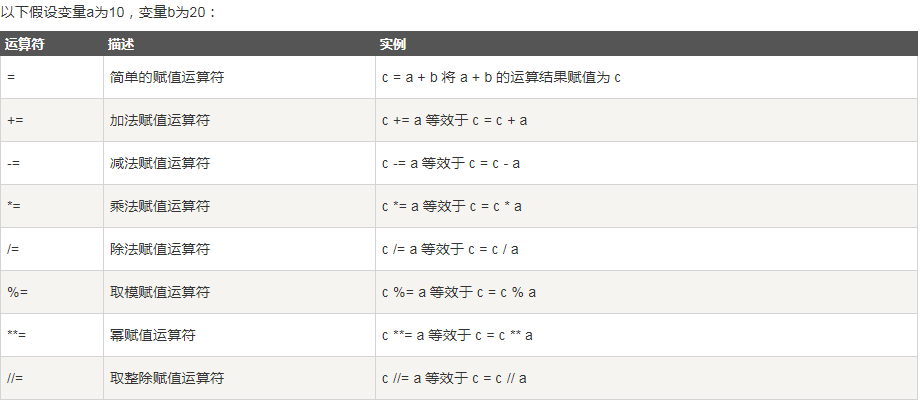 以下假设变量a为10，变量b为20：
运算符 描述 实例
= 简单的赋值运算符 c = a + b 将 a + b 的运算结果赋值为 c
+= 加法赋值运算符 c += a 等效于 c = c + a
-= 减法赋值运算符 c -= a 等效于 c = c - a
*= 乘法赋值运算符 c *= a 等效于 c = c * a
/= 除法赋值运算符 c /= a 等效于 c = c / a
%= 取模赋值运算符 c %= a 等效于 c = c % a
**= 幂赋值运算符 c **= a 等效于 c = c ** a
//= 取整除赋值运算符 c //= a 等效于 c = c // a